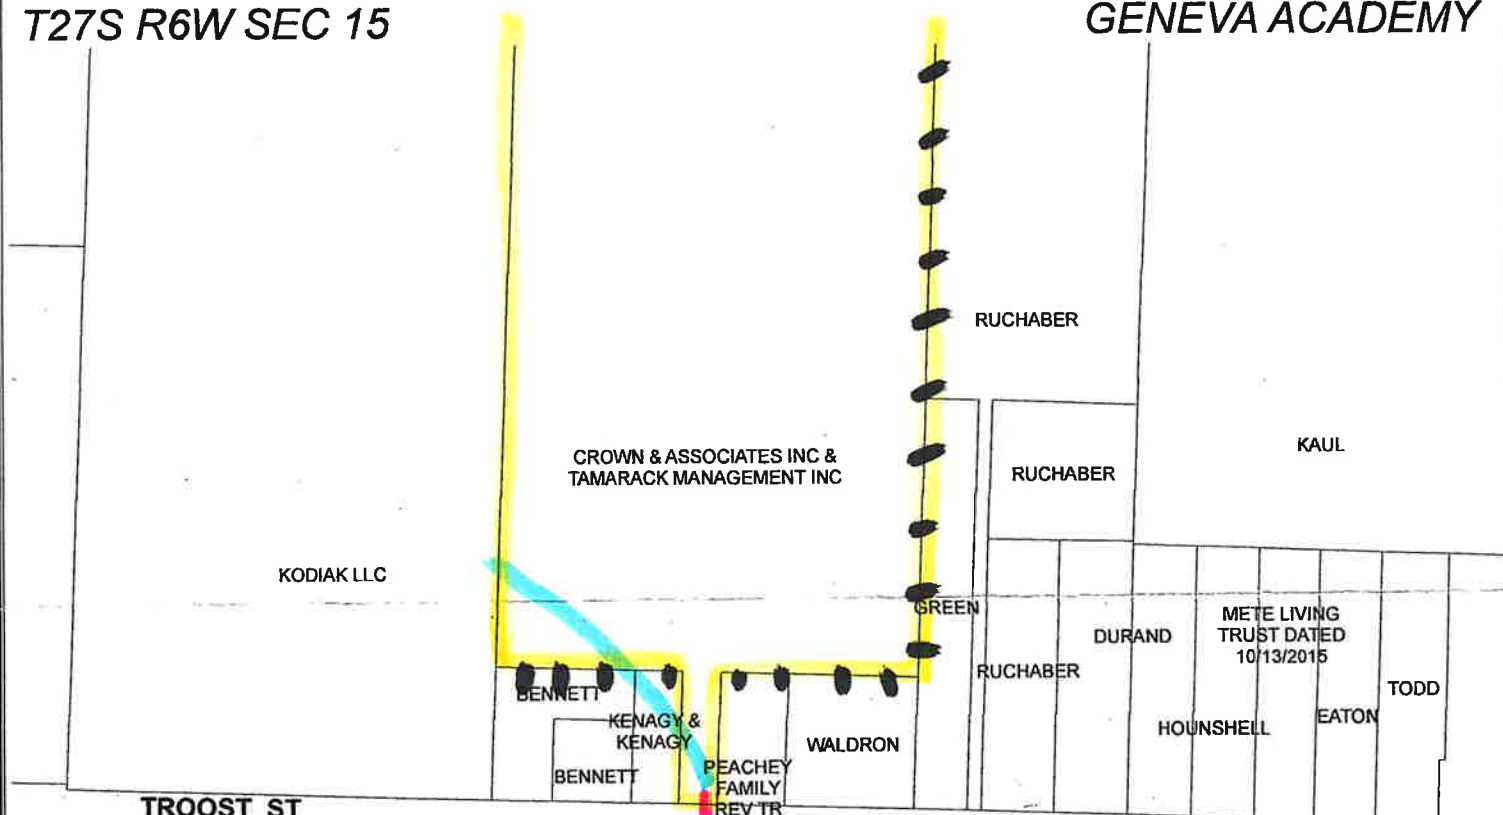 T27S R6W SEC 15
GENEVA ACADEMY
RUCHABER
KAUL
CROWN & ASSOCIATES INC &
TAMARACK MANAGEMENT INC
RUCHABER
KODIAK LLC
GREEN
METE LIVING
TRUST DATED
10/13/2015
DURAND
RUCHABER
TODD
BENNETT
KENAGY &
KENAGY
EATON
HOUNSHELL
WALDRON
BENNETT
PEACHEY
FAMILY
REV TR
TROOST ST